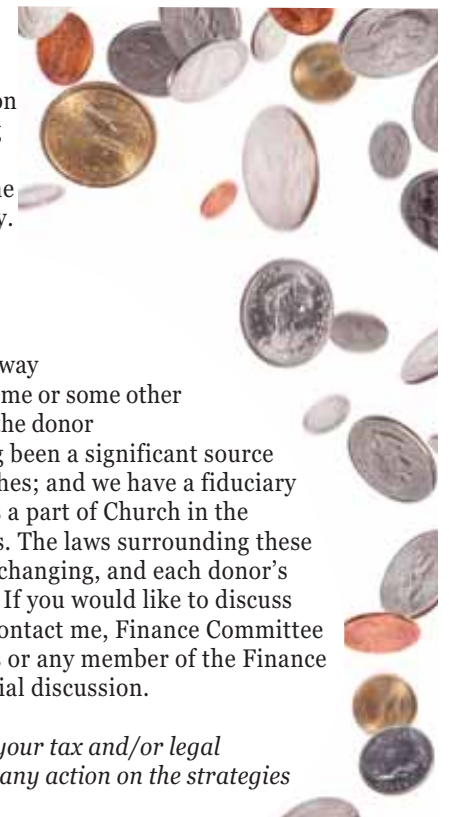 on
ne
y.
way
me or some other
the donor
g been a significant source
hes; and we have a fiduciary
s a part of Church in the
s. The laws surrounding these
changing, and each donor's
If you would like to discuss
ontact me, Finance Committee
s or any member of the Finance
ial discussion.
your tax and/or legal
any action on the strategies